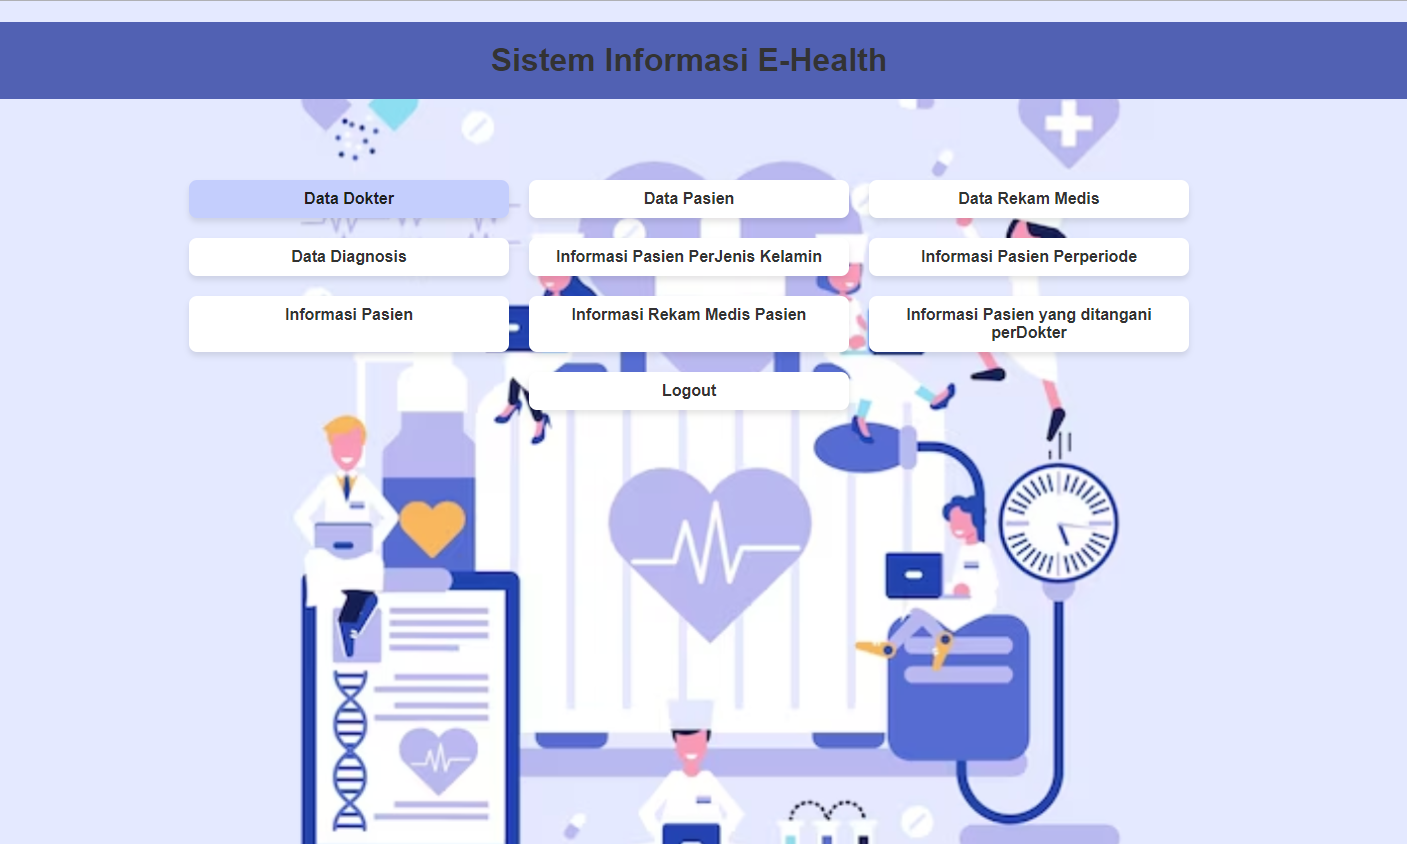 Sistem Informasi E-Health
Data Dokter
Data Pasien
Data Rekam Medis
Data Diagnosis
Informasi Pasien PerJenis Kelamin
Informasi Pasien Perperiode
Informasi Pasien
Informasi Rekam Medis Pasien
Informasi Pasien yang ditangani
perDokter
Logout